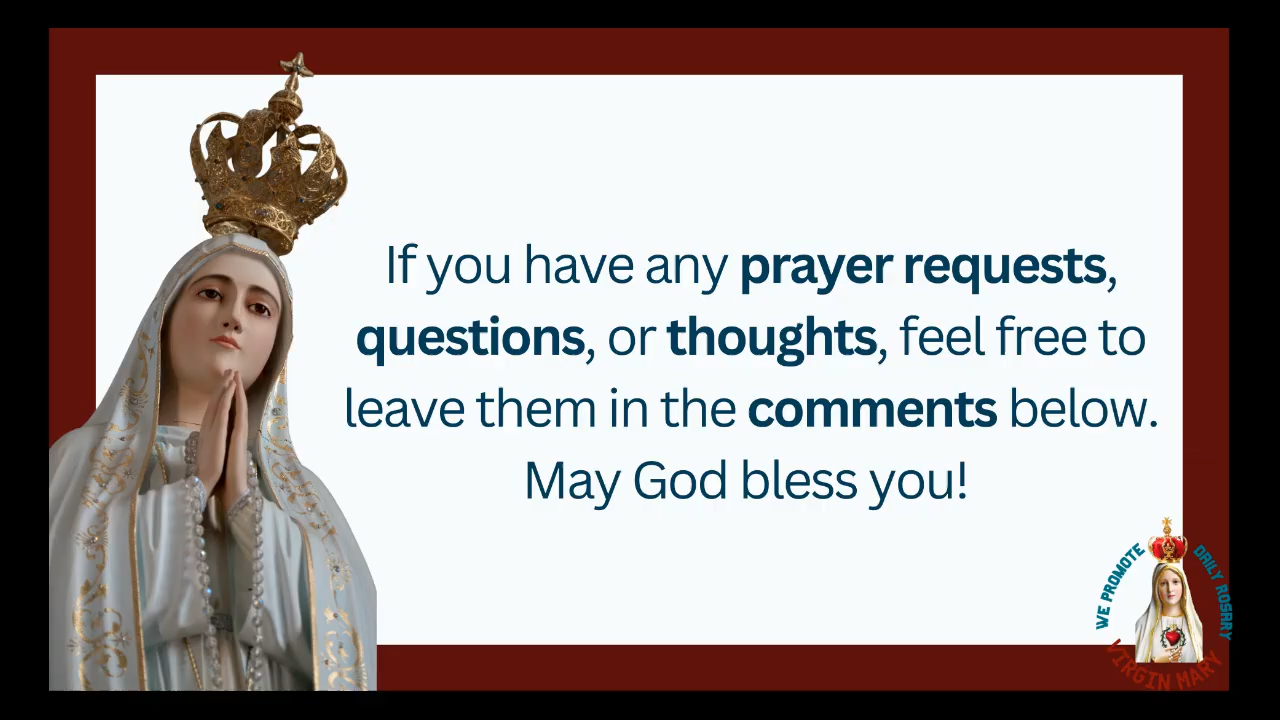 If you have any prayer requests,
questions, or thoughts, feel free to
leave them in the comments below.
May God bless you!
WE PROMOTE
DAILY ROSARY
VIRGIN MARY